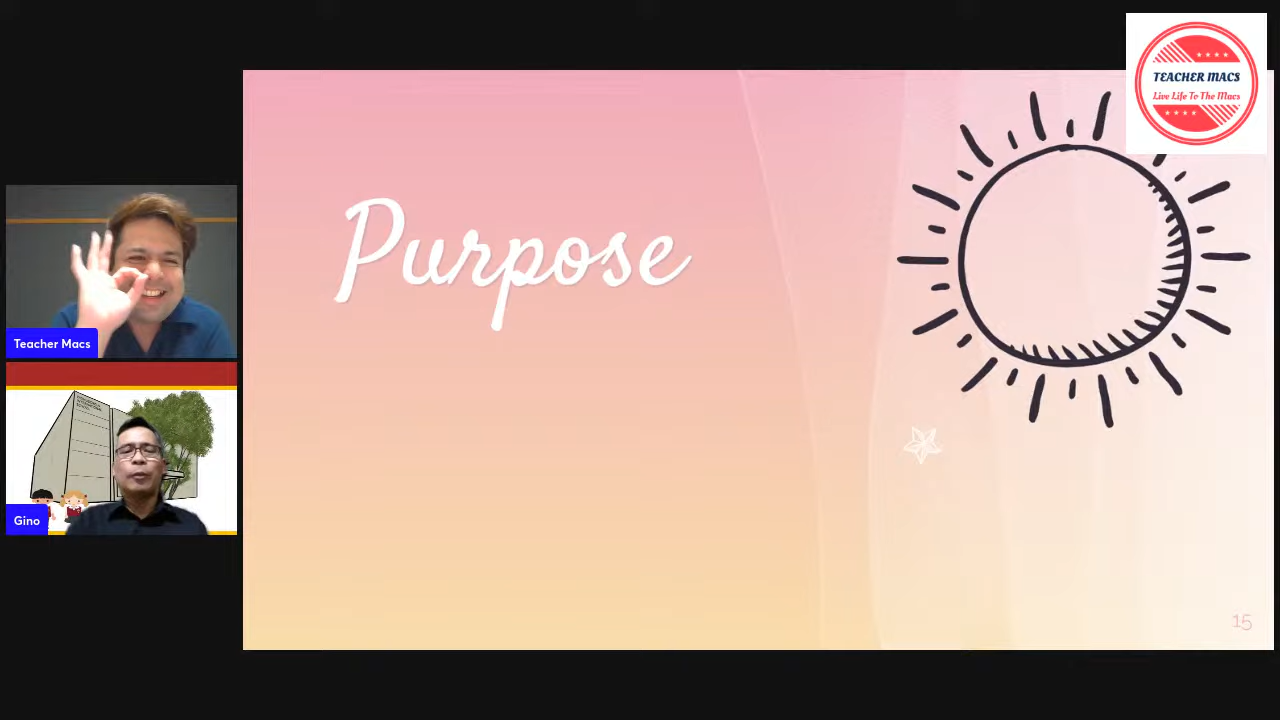 TEACHER MACS
Live Life To The Macs
Purpose
Teacher Macs
Gino
15